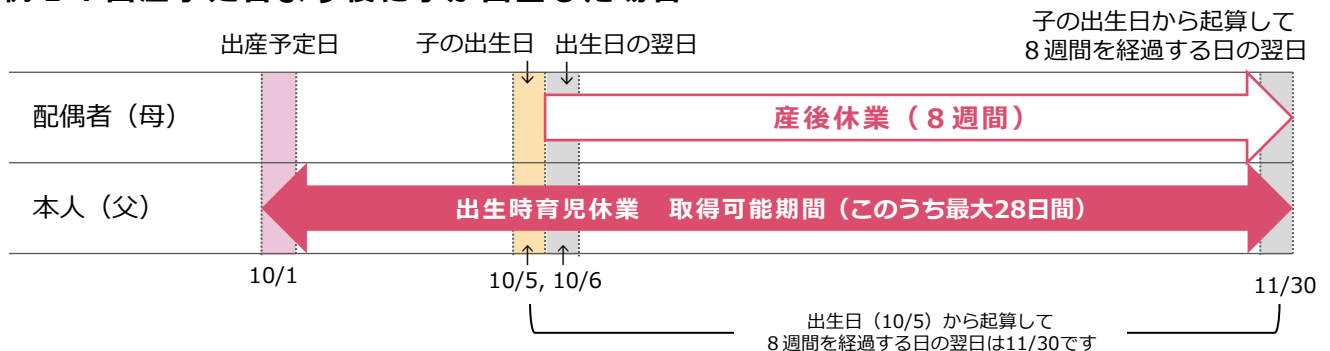 出産予定日
子の出生日
出生日の翌日
子の出生日から起算して
８週間を経過する日の翌日
配偶者（母）
産後休業（８週間）
本人（父）
出生時育児休業　取得可能期間（このうち最大28日間）
10/1
10/5, 10/6
11/30
出生日（10/5）から起算して
８週間を経過する日の翌日は11/30です